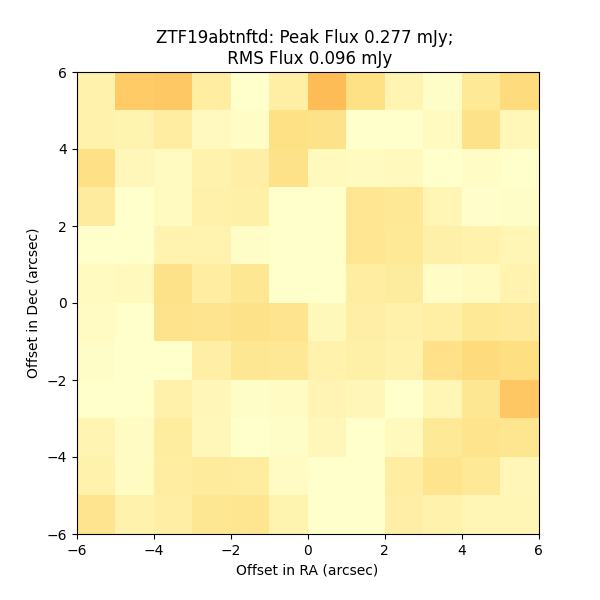 ZTF19abtnftd: Peak Flux 0.277 mJy;
RMS Flux 0.096 mJy
6
4
2
0
−2
−4
−6
Offset in Dec (arcsec)
−6 −4 −2 0 2 4 6
Offset in RA (arcsec)